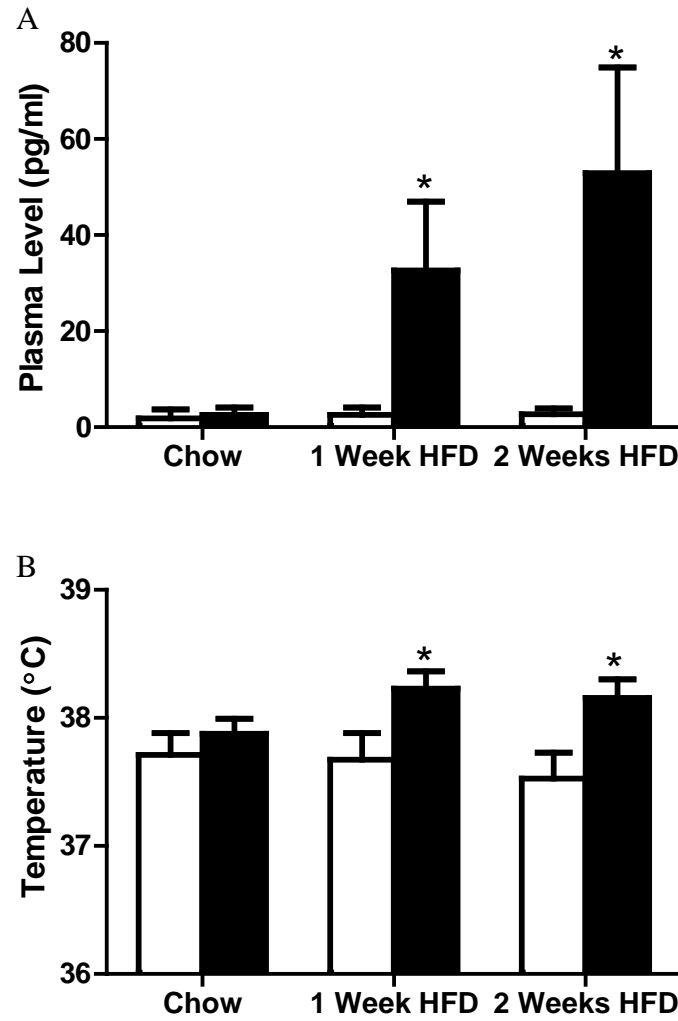 A
Plasma Level (pg/ml)
80
60
40
20
0
*
*
Chow
1 Week HFD
2 Weeks HFD
B
Temperature (°C)
39
38
37
36
*
*
Chow
1 Week HFD
2 Weeks HFD